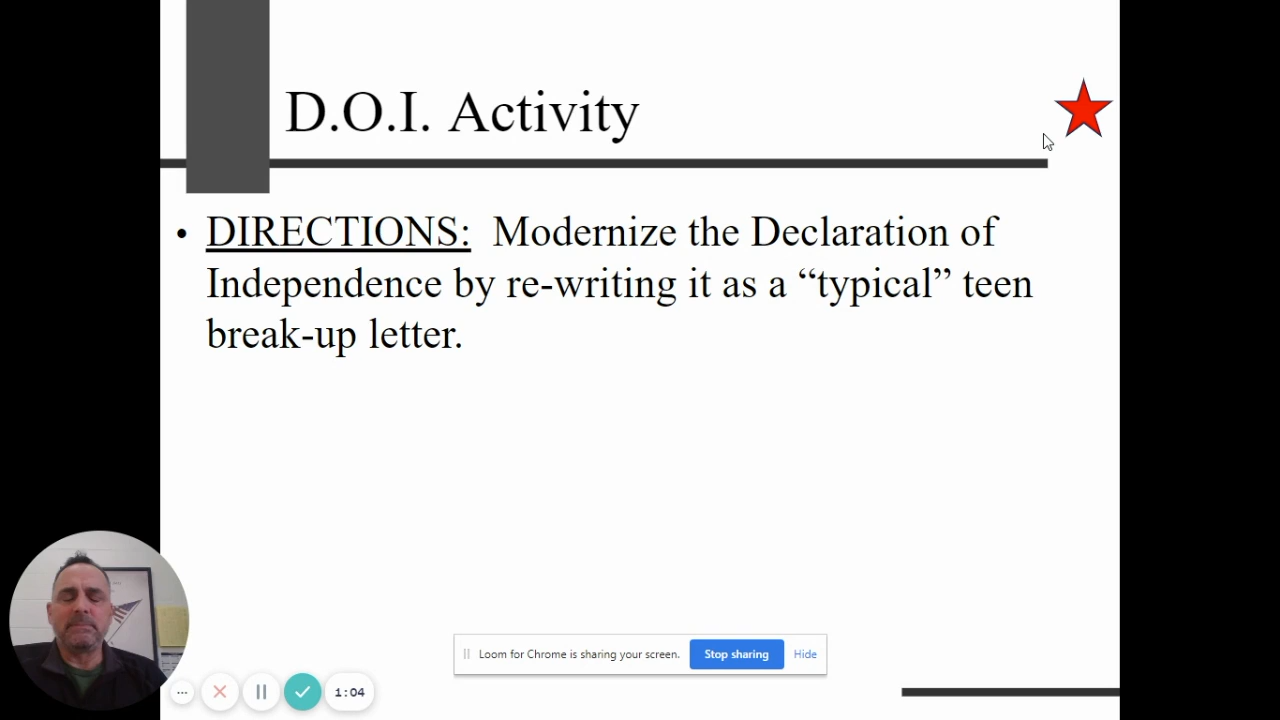 D.O.I. Activity
• DIRECTIONS:  Modernize the Declaration of
Independence by re-writing it as a “typical” teen
break-up letter.
Loom for Chrome is sharing your screen. Stop sharing Hide
1:04